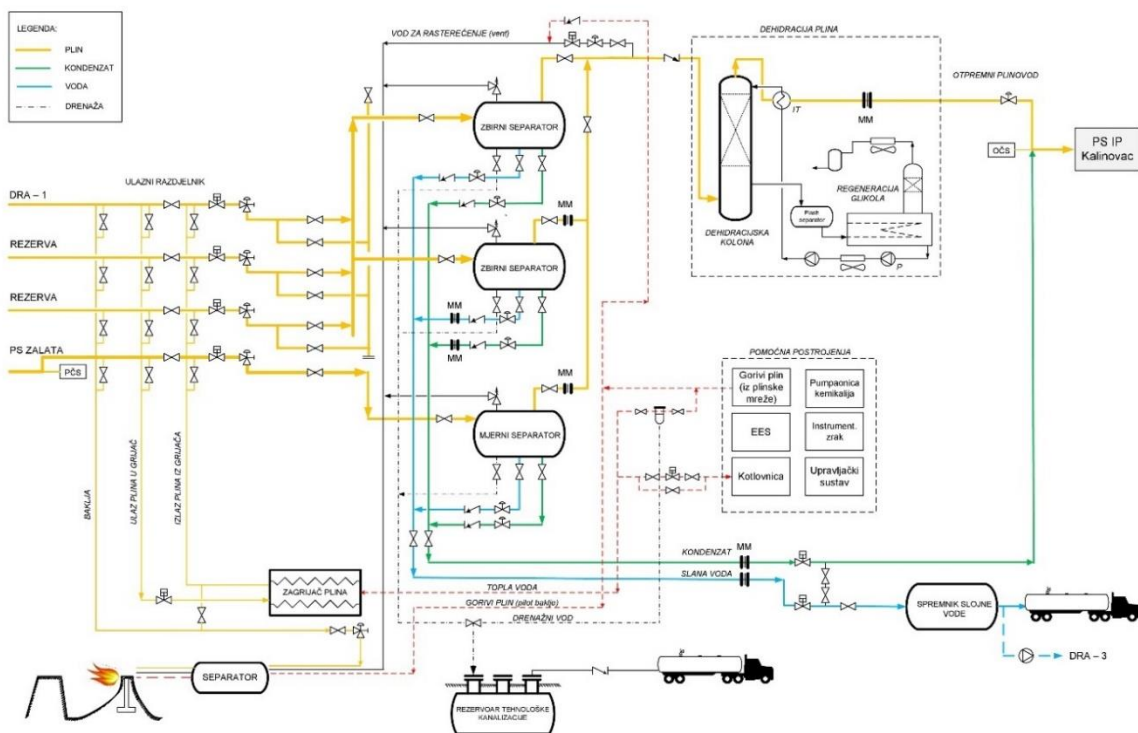 LEGENDA:
PLIN
KONDENZAT
VODA
DRENAŽA
VOD ZA RASTEREĆENJE (vent)
DEHIDRACIJA PLINA
OTPREMNI PLINOVOD
IT
MM
PS IP
Kalinovac
OČS
ZBIRNI SEPARATOR
ULAZNI RAZDJELNIK
DRA – 1
REZERVA
REZERVA
PS ZALATA
PČS
MM
ZBIRNI SEPARATOR
MM
MM
MM
MJERNI SEPARATOR
DEHIDRACIJSKA
KOLONA
REGENERACIJA
GLIKOLA
separator
P
POMOĆNA POSTROJENJA
Gorivi plin
(iz plinske
mreže)
Pumpaonica
kemikalija
EES
Instrument.
zrak
Kotlovnica
Upravljački
sustav
BAKLJA
ULAZ PLINA U GRIJAČ
IZLAZ PLINA IZ GRIJAČA
KONDENZAT
MM
SLANA VODA
TOPLA VODA
ZAGRIJAČ PLINA
GORIVI PLIN (pilot baklje)
DRENAŽNI VOD
SPREMNIK SLOJNE
VODE
DRA – 3
SEPARATOR
REZERVOAR TEHNOLOŠKE
KANALIZACIJE